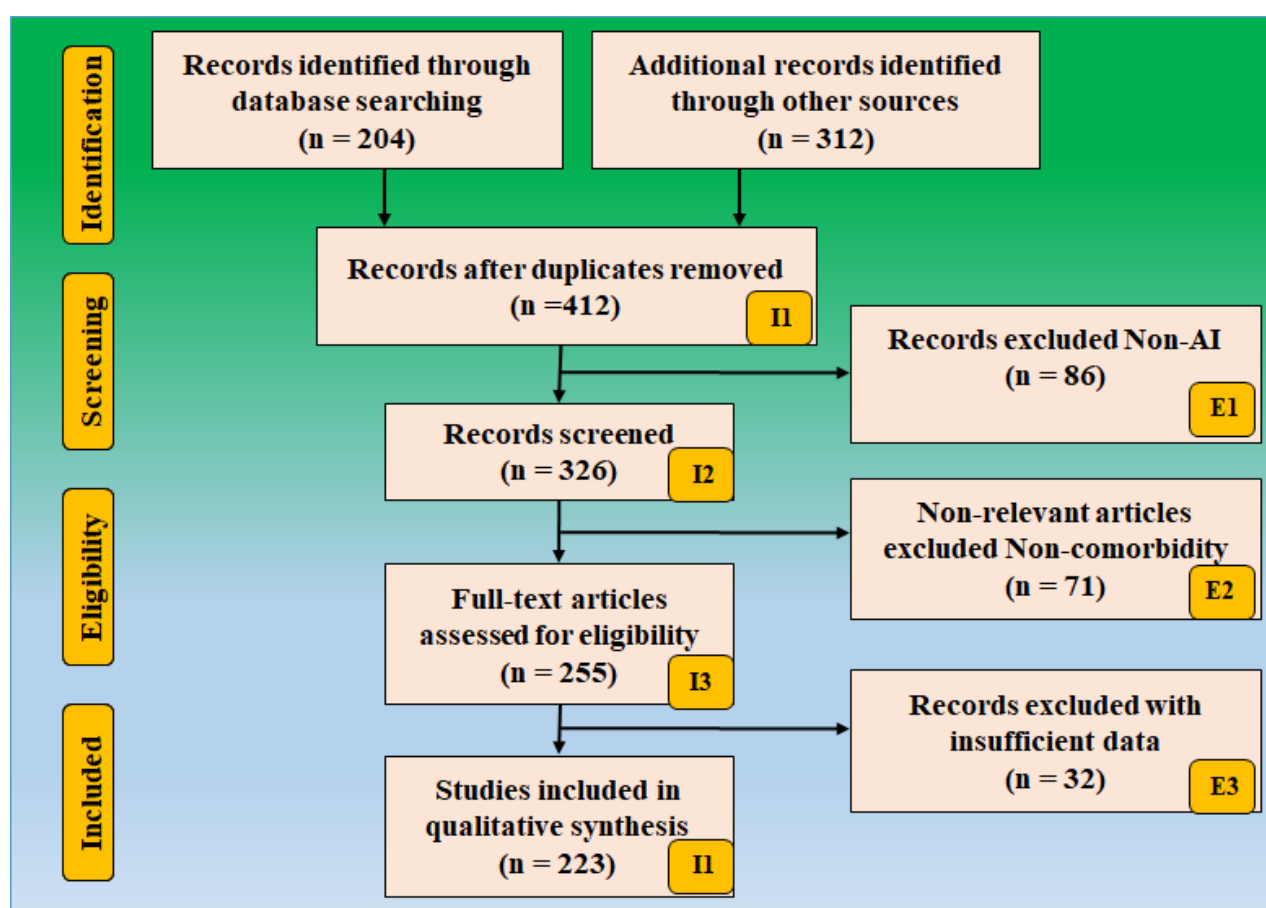 Identification
Records identified through
database searching
(n = 204)
Additional records identified
through other sources
(n = 312)
Records after duplicates removed
(n =412)
I1
Screening
Records excluded Non-AI
(n = 86)
E1
Records screened
(n = 326)
I2
Eligibility
Non-relevant articles
excluded Non-comorbidity
(n = 71)
E2
Full-text articles
assessed for eligibility
(n = 255)
I3
Included
Records excluded with
insufficient data
(n = 32)
E3
Studies included in
qualitative synthesis
(n = 223)
I1